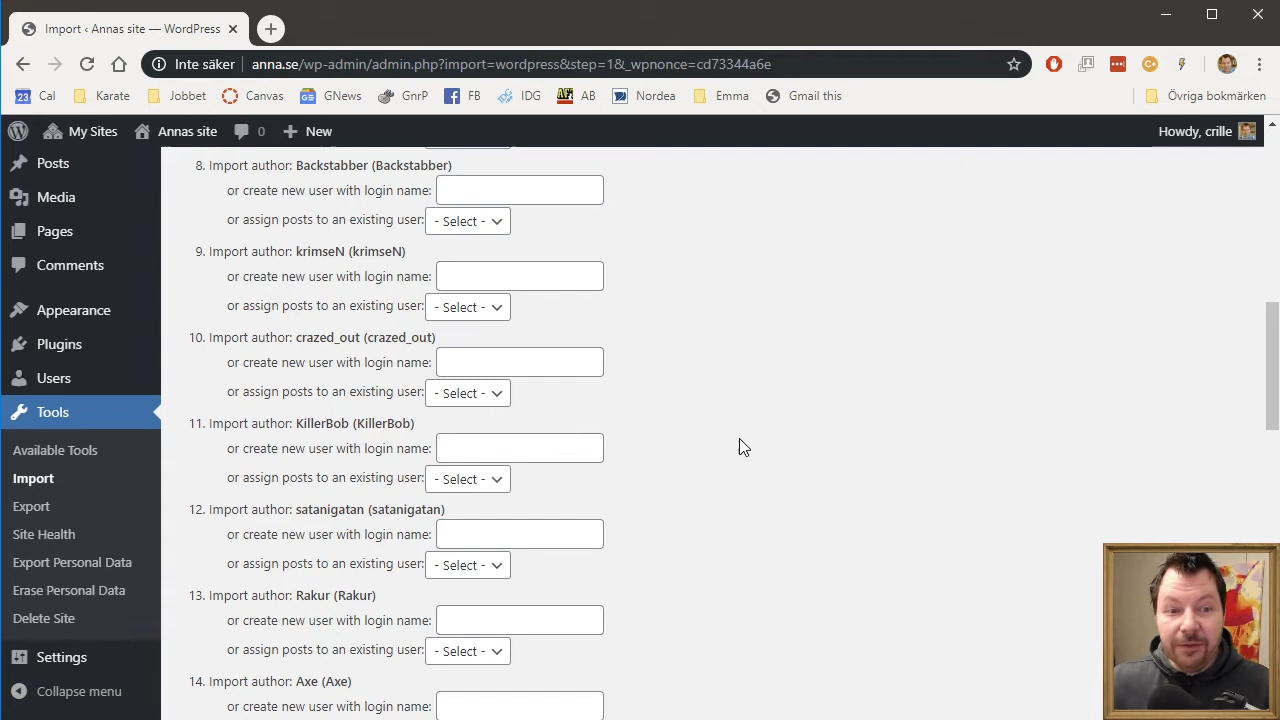 Import ‹ Annas site — WordPress
Inte säker anna.se/wp-admin/admin.php?import=wordpress&step=1&_wpnonce=cd73344a6e
23 Cal Karate Jobbet Canvas GNews GnrP FB IDG AB Nordea Emma Gmail this Övriga bokmärken
My Sites Annas site 0 New Howdy, crille
Posts
Media
Pages
Comments
Appearance
Plugins
Users
Tools
Available Tools
Import
Export
Site Health
Export Personal Data
Erase Personal Data
Delete Site
Settings
Collapse menu
8. Import author: Backstabber (Backstabber)
or create new user with login name:
or assign posts to an existing user: - Select -
9. Import author: krimseN (krimseN)
or create new user with login name:
or assign posts to an existing user: - Select -
10. Import author: crazed_out (crazed_out)
or create new user with login name:
or assign posts to an existing user: - Select -
11. Import author: KillerBob (KillerBob)
or create new user with login name:
or assign posts to an existing user: - Select -
12. Import author: satanigatan (satanigatan)
or create new user with login name:
or assign posts to an existing user: - Select -
13. Import author: Rakur (Rakur)
or create new user with login name:
or assign posts to an existing user: - Select -
14. Import author: Axe (Axe)
or create new user with login name: